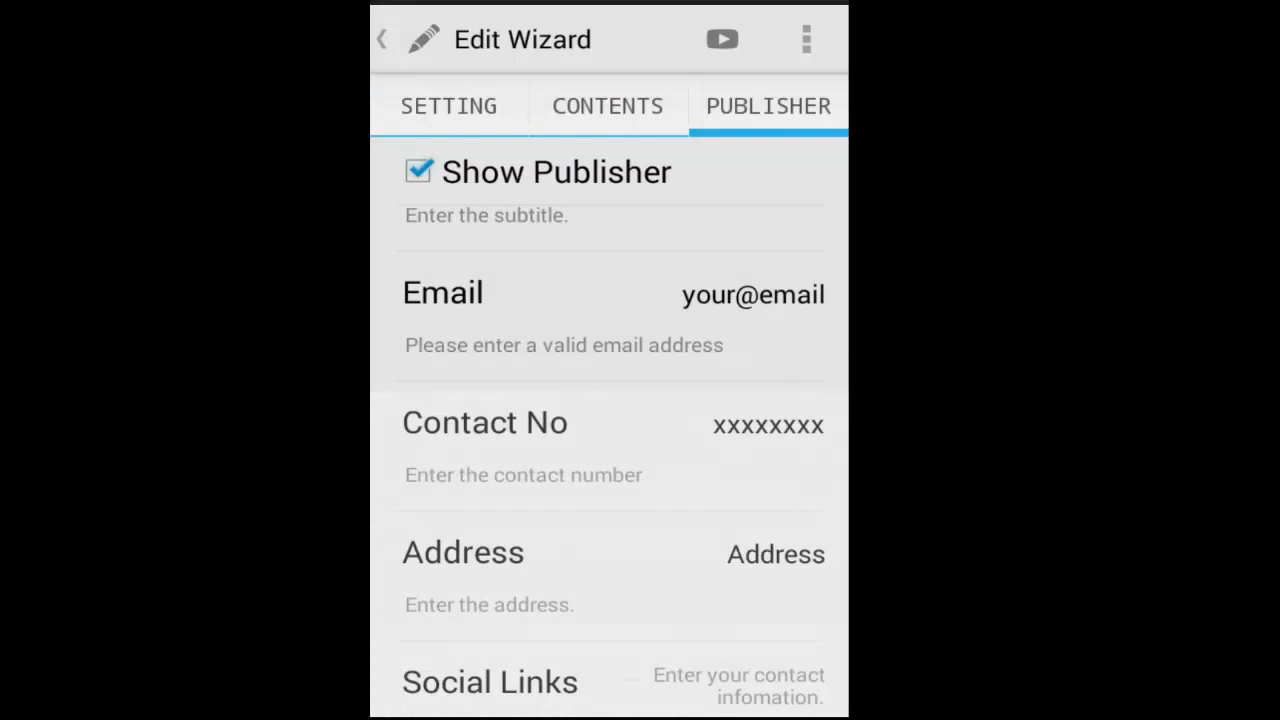 Edit Wizard
SETTING CONTENTS PUBLISHER
Show Publisher
Enter the subtitle.
Email your@email
Please enter a valid email address
Contact No xxxxxxxx
Enter the contact number
Address Address
Enter the address.
Social Links Enter your contact
infomation.